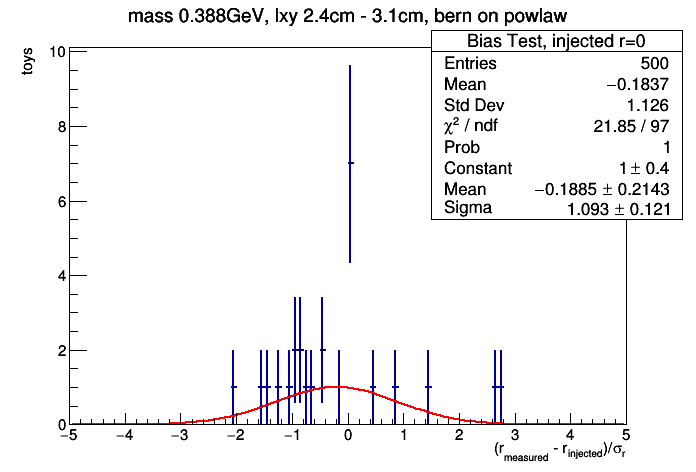 mass 0.388GeV, lxy 2.4cm - 3.1cm, bern on powlaw
Bias Test, injected r=0
Entries 500
Mean −0.1837
Std Dev 1.126
χ² / ndf 21.85 / 97
Prob 1
Constant 1 ± 0.4
Mean −0.1885 ± 0.2143
Sigma 1.093 ± 0.121
toys
10
8
6
4
2
0
−5 −4 −3 −2 −1 0 1 2 3 4 5
(r_measured - r_injected)/σ_r